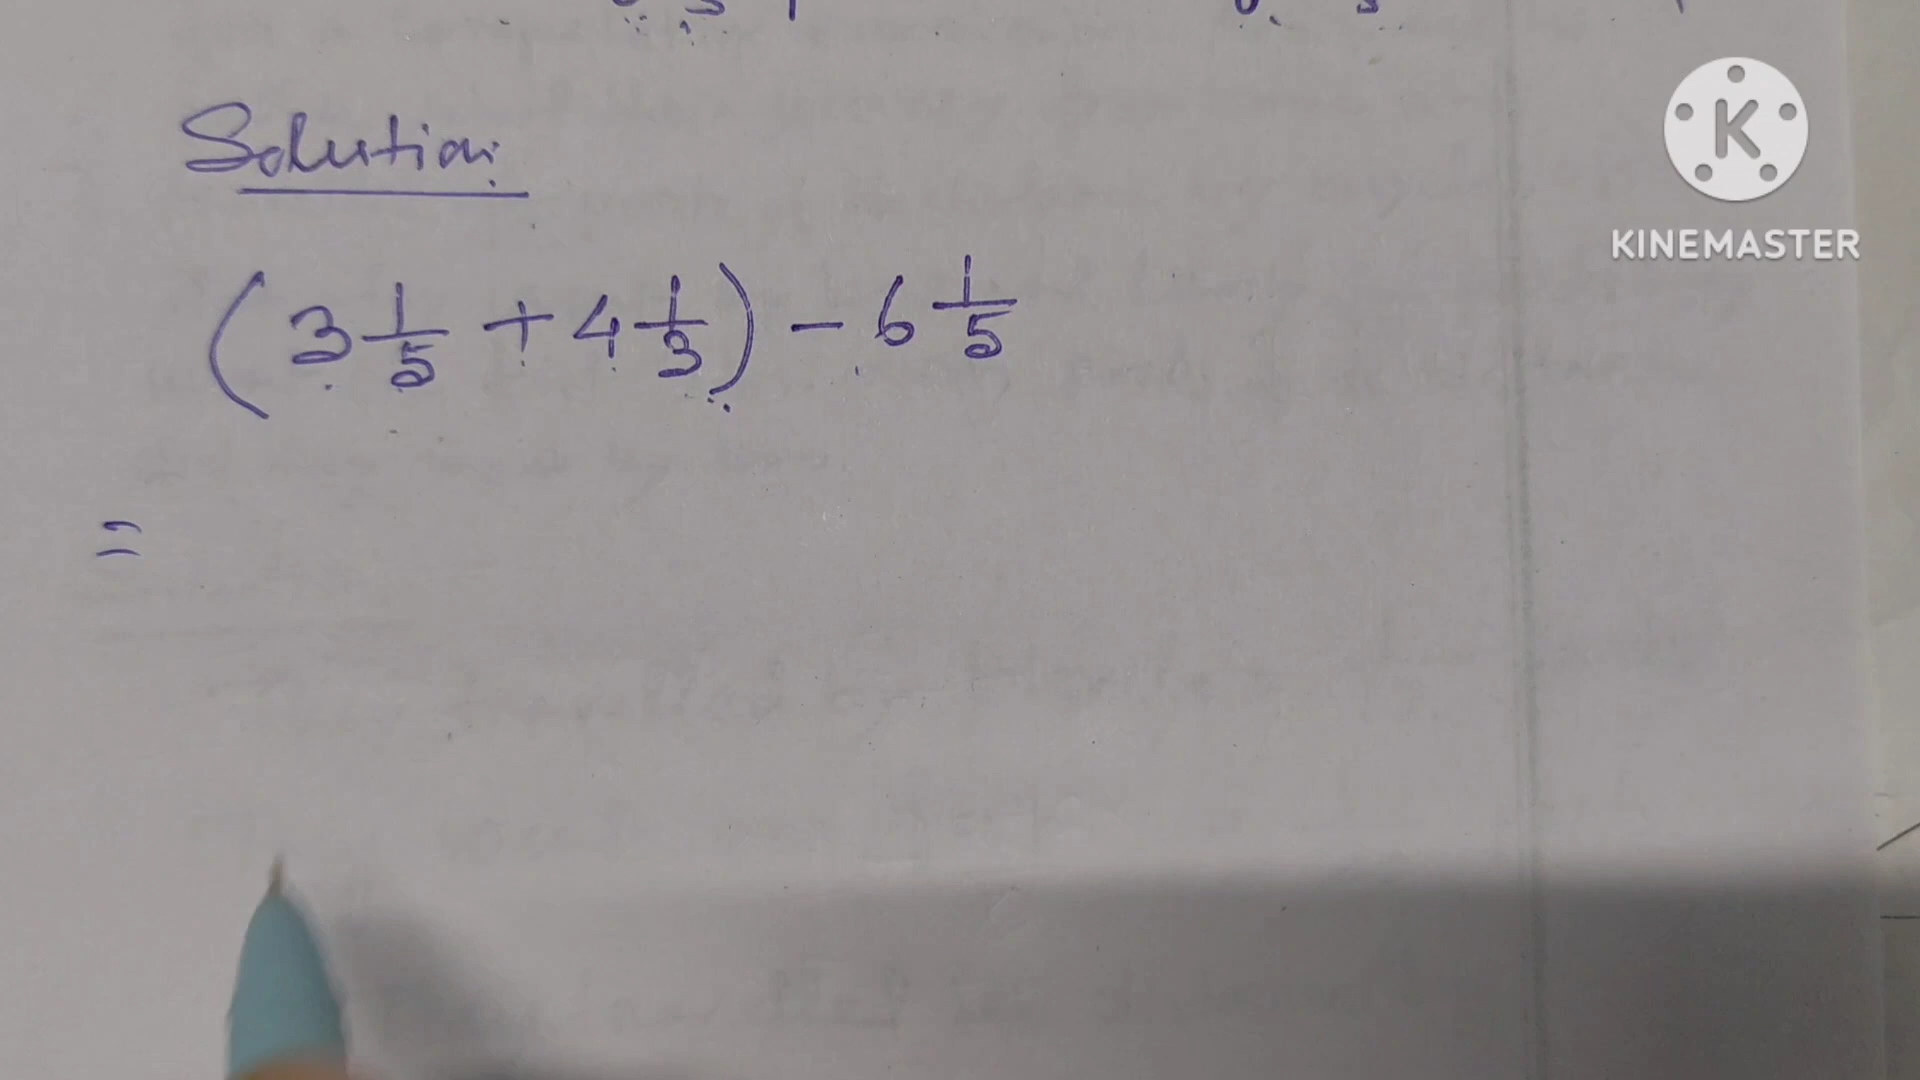 Solution:
(3 1/5 + 4 1/3) - 6 1/5
=
KINEMASTER